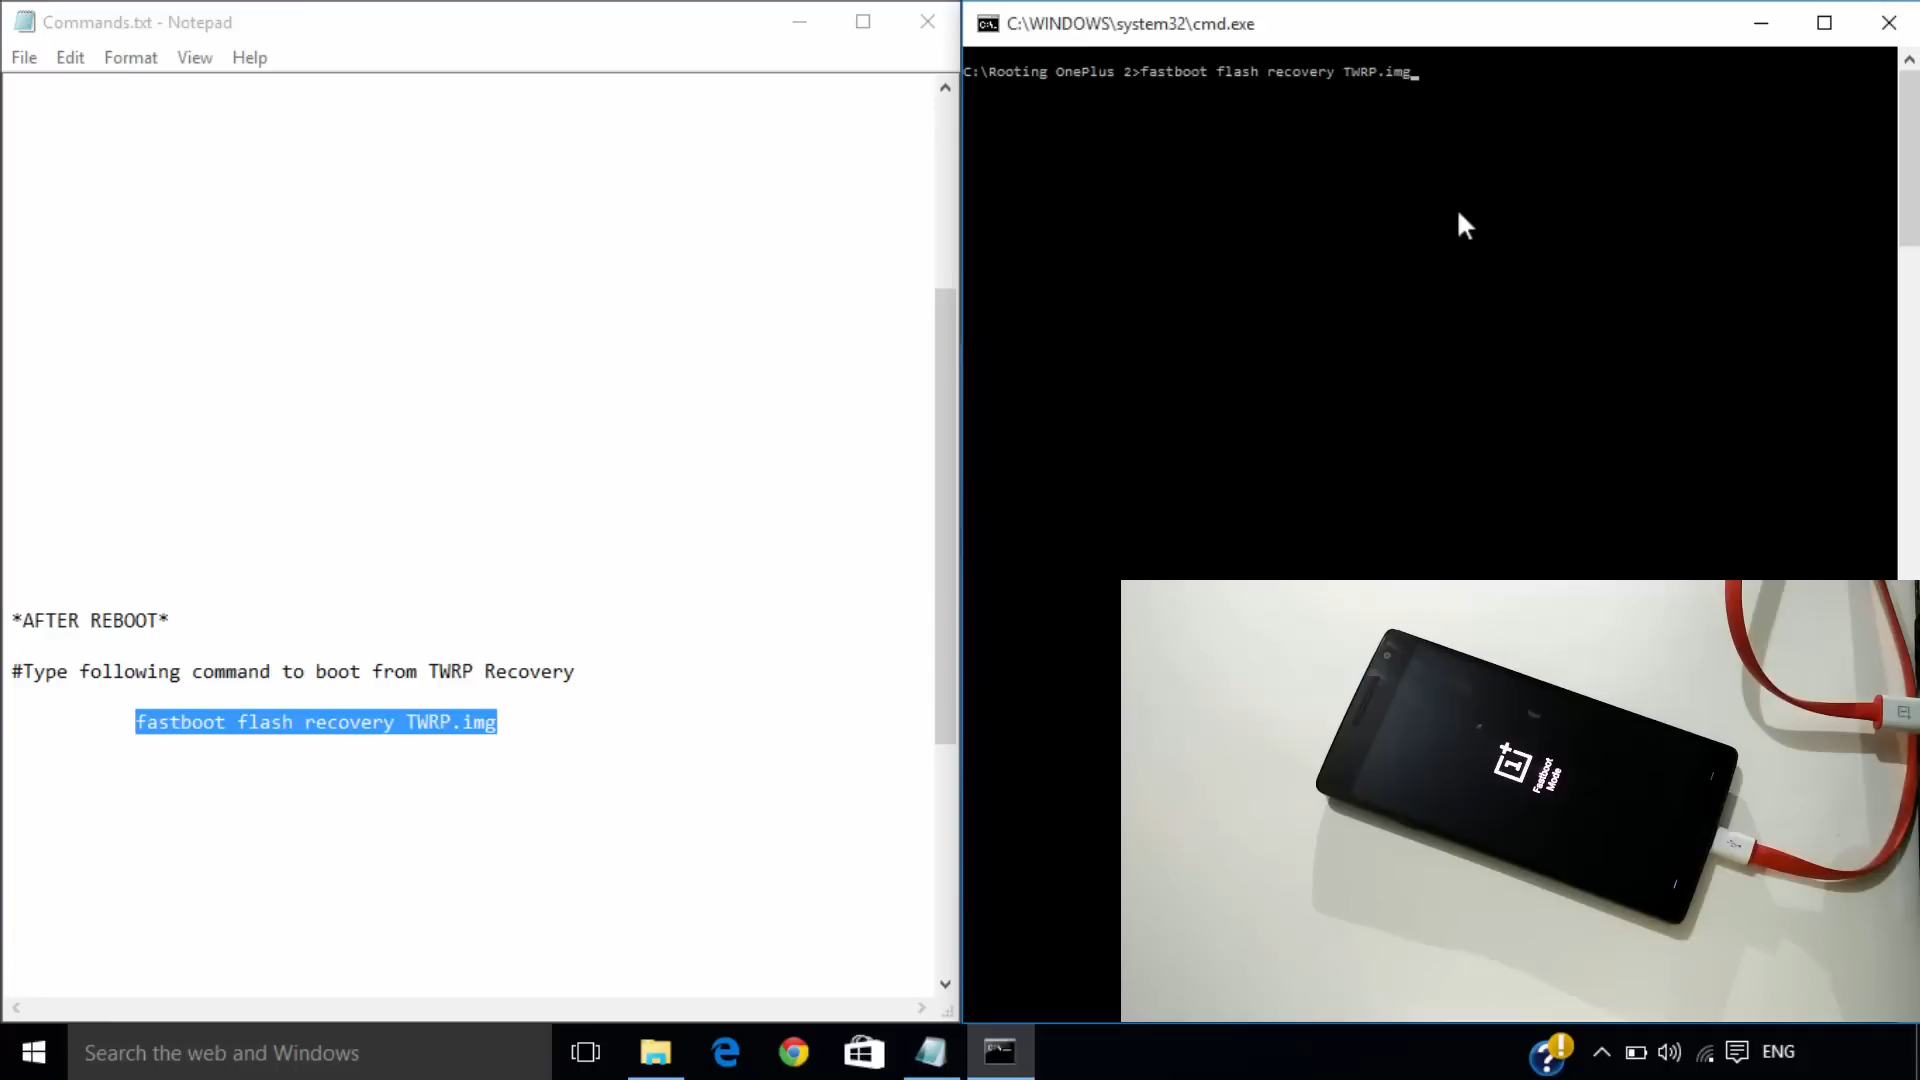 Commands.txt - Notepad
File Edit Format View Help
*AFTER REBOOT*
#Type following command to boot from TWRP Recovery
fastboot flash recovery TWRP.img
C:\WINDOWS\system32\cmd.exe
C:\Rooting OnePlus 2>fastboot flash recovery TWRP.img
Fastboot
Mode
Search the web and Windows
ENG